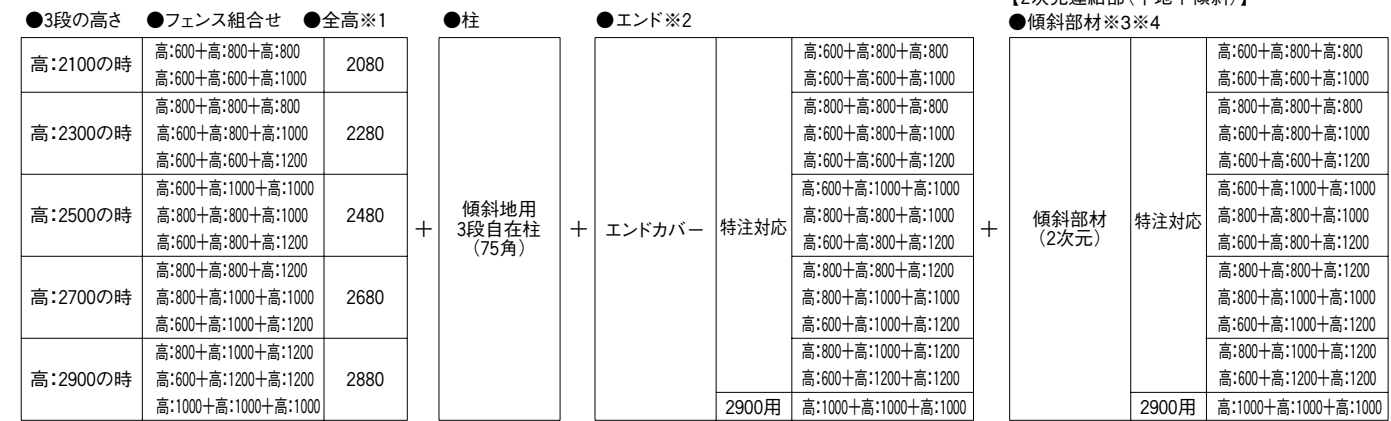 【2次元連結部(平地+傾斜)】
●3段の高さ ●フェンス組合せ ●全高※1 ●柱 ●エンド※2 ●傾斜部材※3※4
高:2100の時 2080
高:600+高:800+高:800
高:600+高:600+高:1000
高:2300の時 2280
高:800+高:800+高:800
高:600+高:800+高:1000
高:600+高:600+高:1200
高:2500の時 2480
高:600+高:1000+高:1000
高:800+高:800+高:1000
高:600+高:800+高:1200
高:2700の時 2680
高:800+高:800+高:1200
高:800+高:1000+高:1000
高:600+高:1000+高:1200
高:2900の時 2880
高:800+高:1000+高:1200
高:600+高:1200+高:1200
高:1000+高:1000+高:1000
+
傾斜地用
3段自在柱
(75角)
+
エンドカバー
特注対応
高:600+高:800+高:800
高:600+高:600+高:1000
高:800+高:800+高:800
高:600+高:800+高:1000
高:600+高:600+高:1200
高:600+高:1000+高:1000
高:800+高:800+高:1000
高:600+高:800+高:1200
高:800+高:800+高:1200
高:800+高:1000+高:1000
高:600+高:1000+高:1200
高:800+高:1000+高:1200
高:600+高:1200+高:1200
2900用 高:1000+高:1000+高:1000
+
傾斜部材
(2次元)
特注対応
高:600+高:800+高:800
高:600+高:600+高:1000
高:800+高:800+高:800
高:600+高:800+高:1000
高:600+高:600+高:1200
高:600+高:1000+高:1000
高:800+高:800+高:1000
高:600+高:800+高:1200
高:800+高:800+高:1200
高:800+高:1000+高:1000
高:600+高:1000+高:1200
高:800+高:1000+高:1200
高:600+高:1200+高:1200
2900用 高:1000+高:1000+高:1000